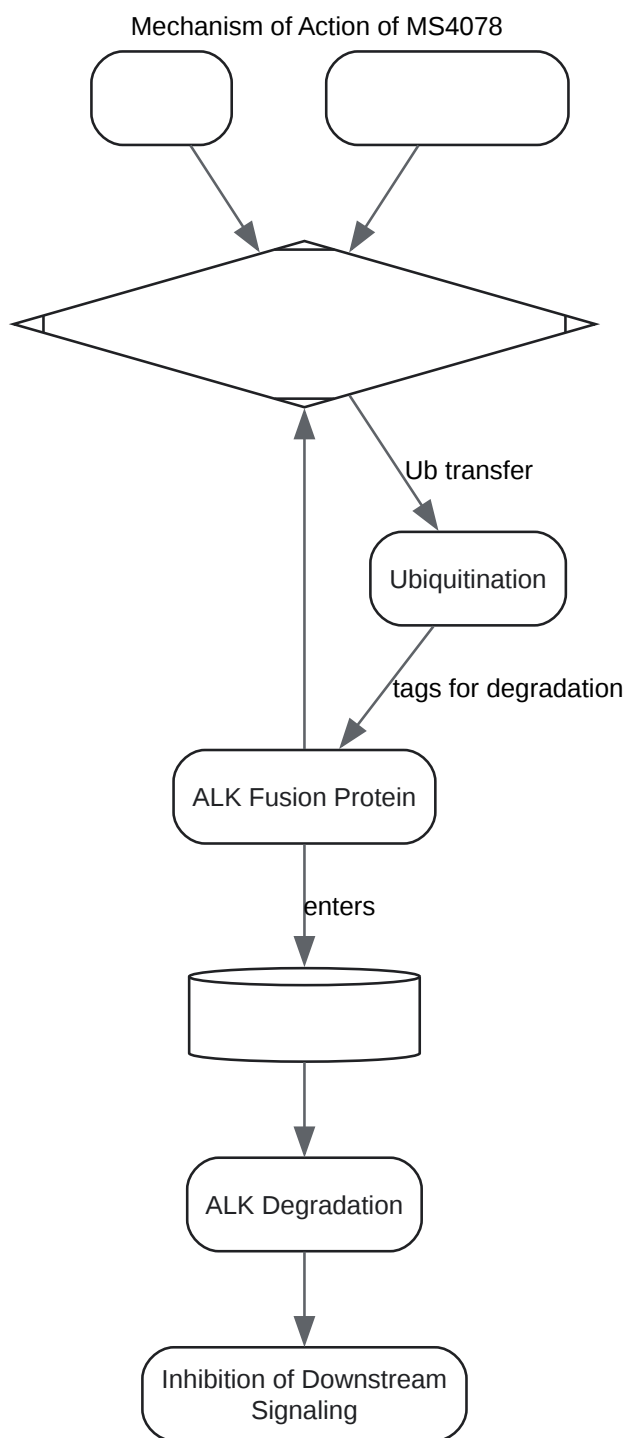 Mechanism of Action of MS4078
Ub transfer
Ubiquitination
tags for degradation
ALK Fusion Protein
enters
ALK Degradation
Inhibition of Downstream
Signaling